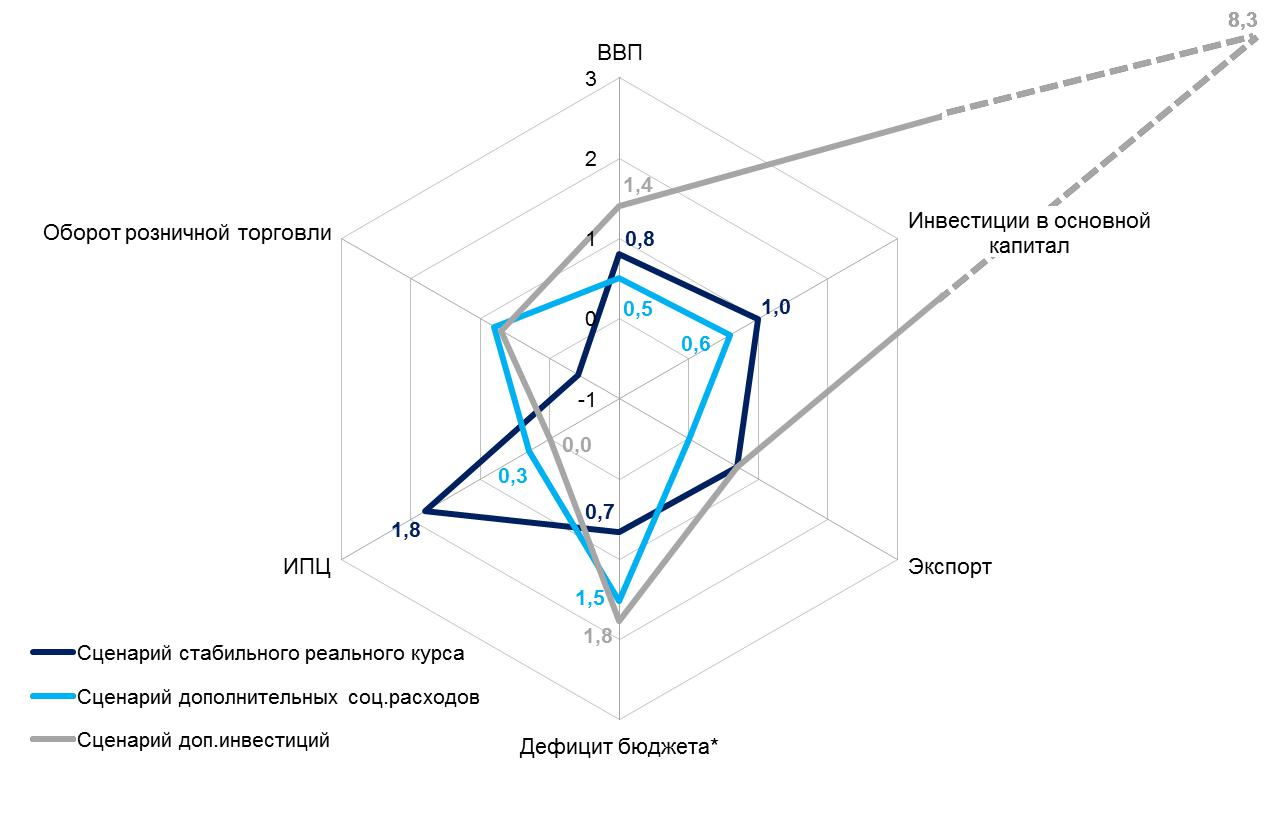 8,3
ВВП
3
2
1,4
Инвестиции в основной
капитал
Оборот розничной торговли
1
0,8
0,5
1,0
0
0,6
-1
0,0
0,3
0,7
1,8
ИПЦ
Экспорт
1,5
1,8
Сценарий стабильного реального курса
Сценарий дополнительных соц.расходов
Сценарий доп.инвестиций
Дефицит бюджета*